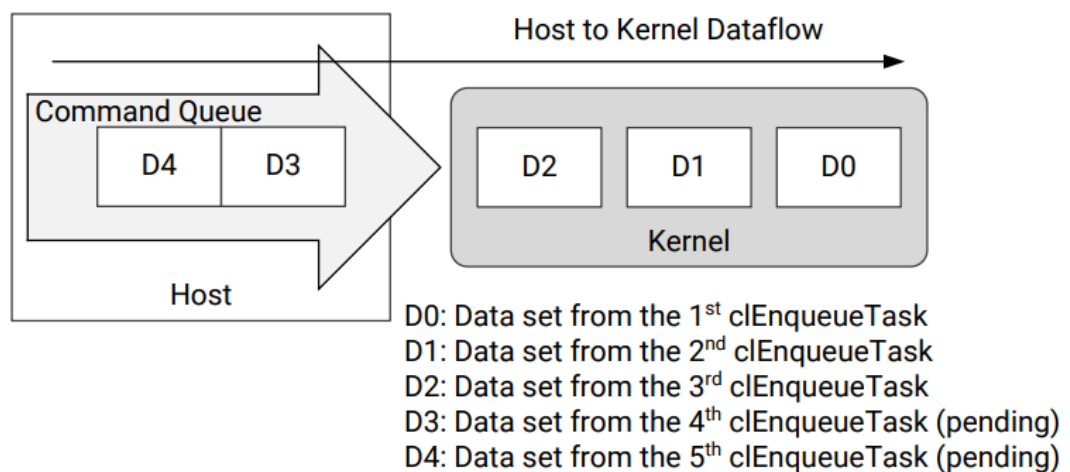 Host to Kernel Dataflow
Command Queue
D4 D3
D2 D1 D0
Kernel
Host
D0: Data set from the 1st clEnqueueTask
D1: Data set from the 2nd clEnqueueTask
D2: Data set from the 3rd clEnqueueTask
D3: Data set from the 4th clEnqueueTask (pending)
D4: Data set from the 5th clEnqueueTask (pending)